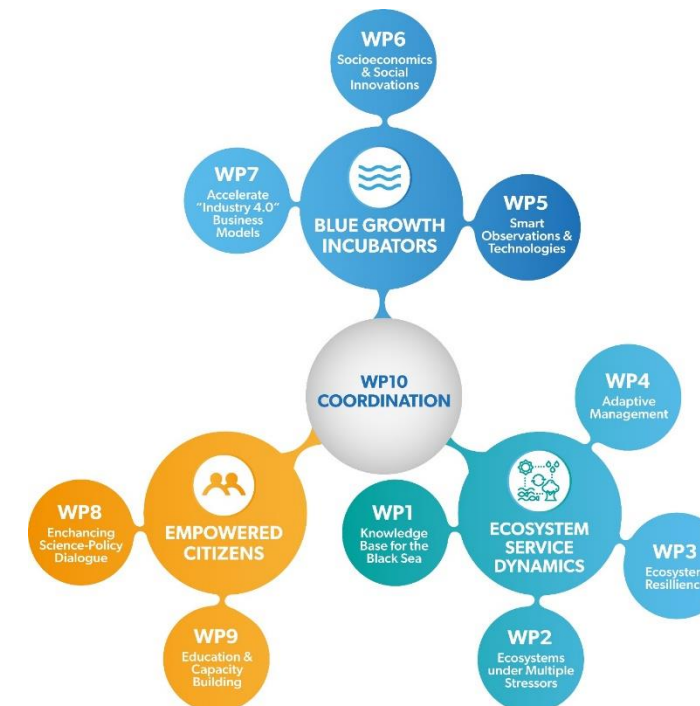 WP6
Socioeconomics
& Social
Innovations
WP7
Accelerate
"Industry 4.0"
Business
Models
BLUE GROWTH
INCUBATORS
WP5
Smart
Observations &
Technologies
WP10
COORDINATION
WP4
Adaptive
Management
WP8
Enchancing
Science-Policy
Dialogue
EMPOWERED
CITIZENS
WP1
Knowledge
Base for the
Black Sea
ECOSYSTEM
SERVICE
DYNAMICS
WP3
Ecosystem
Resillienc
WP9
Education &
Capacity
Building
WP2
Ecosystems
under Multiple
Stressors